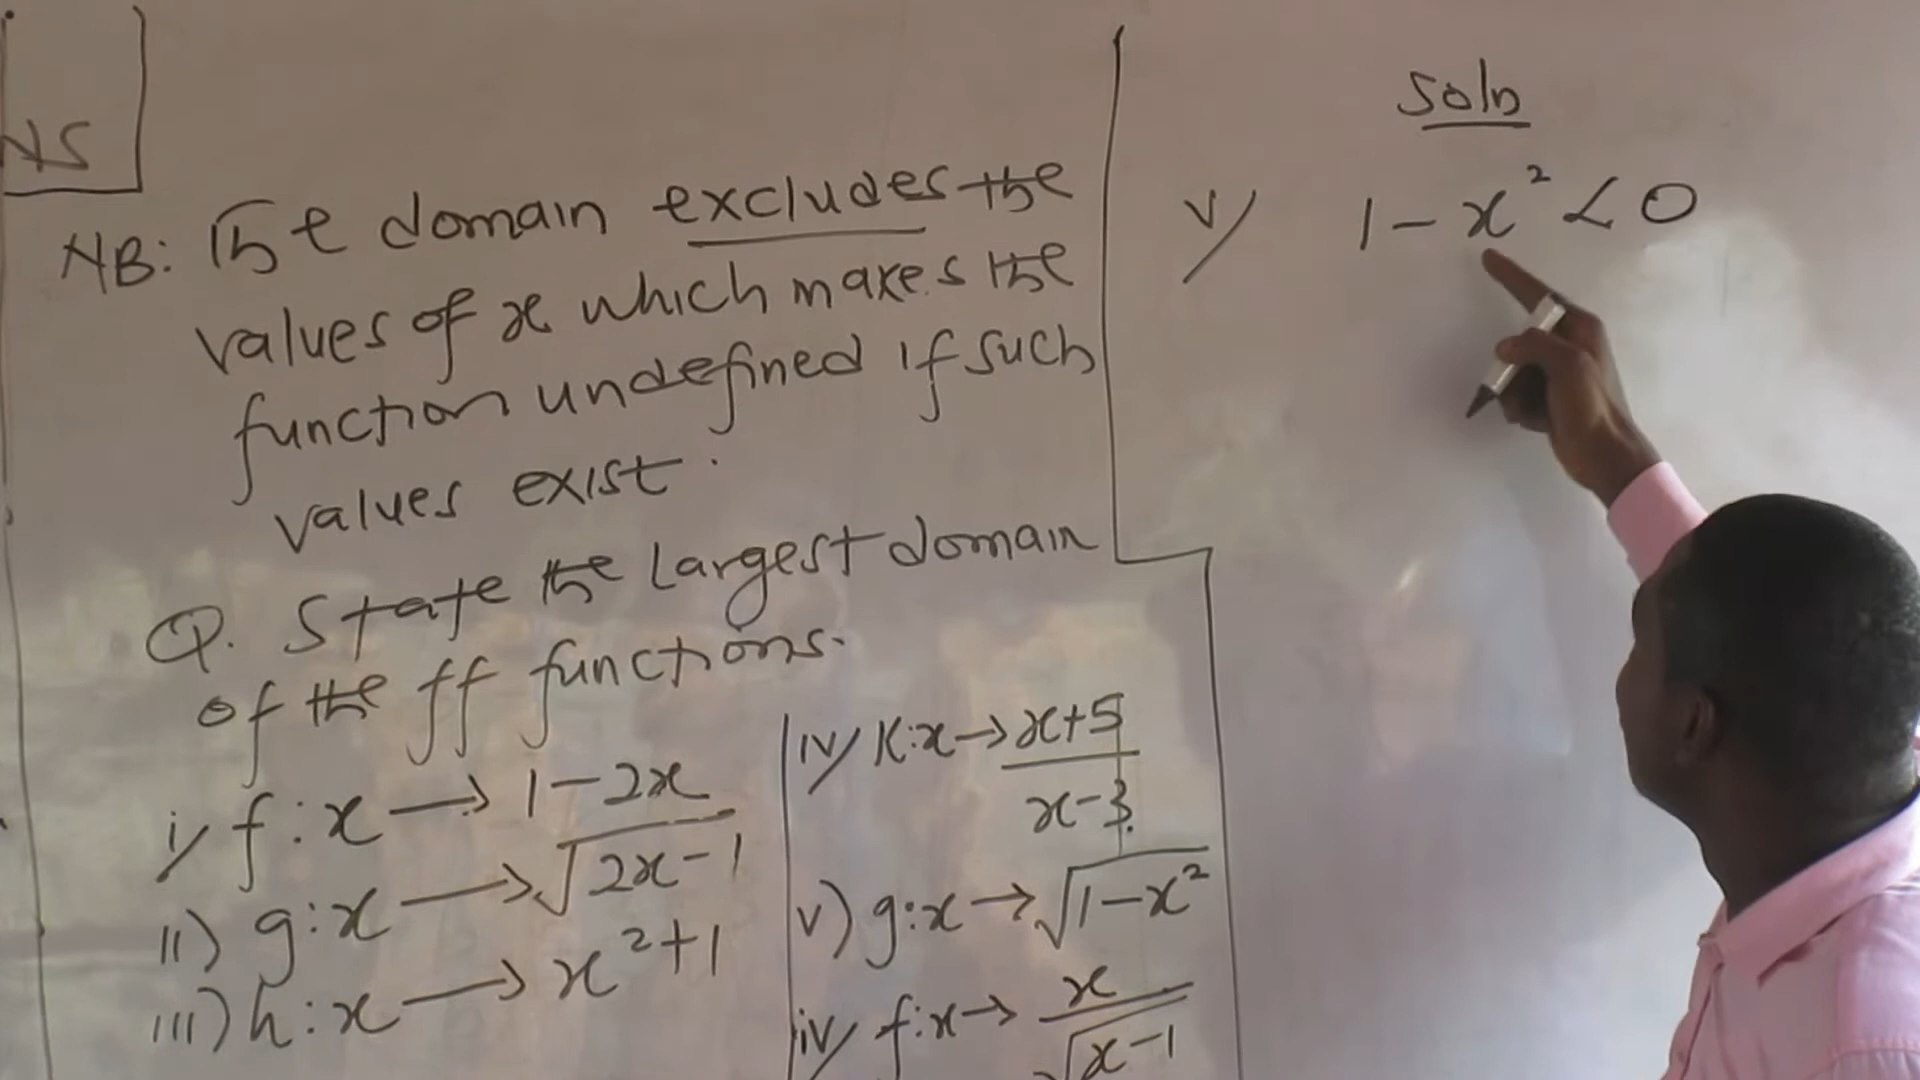 NS
NB: The domain excludes the
values of x which makes the
function undefined if such
values exist.
Q. State the largest domain
of the ff functions.
i/ f:x → 1-2x
ii) g:x → √(2x-1)
iii) h:x → x²+1
iv/ K:x → (x+5)/(x-3)
v) g:x → √(1-x²)
iv/ f:x → x/√(x-1)
Soln
v/ 1-x² < 0